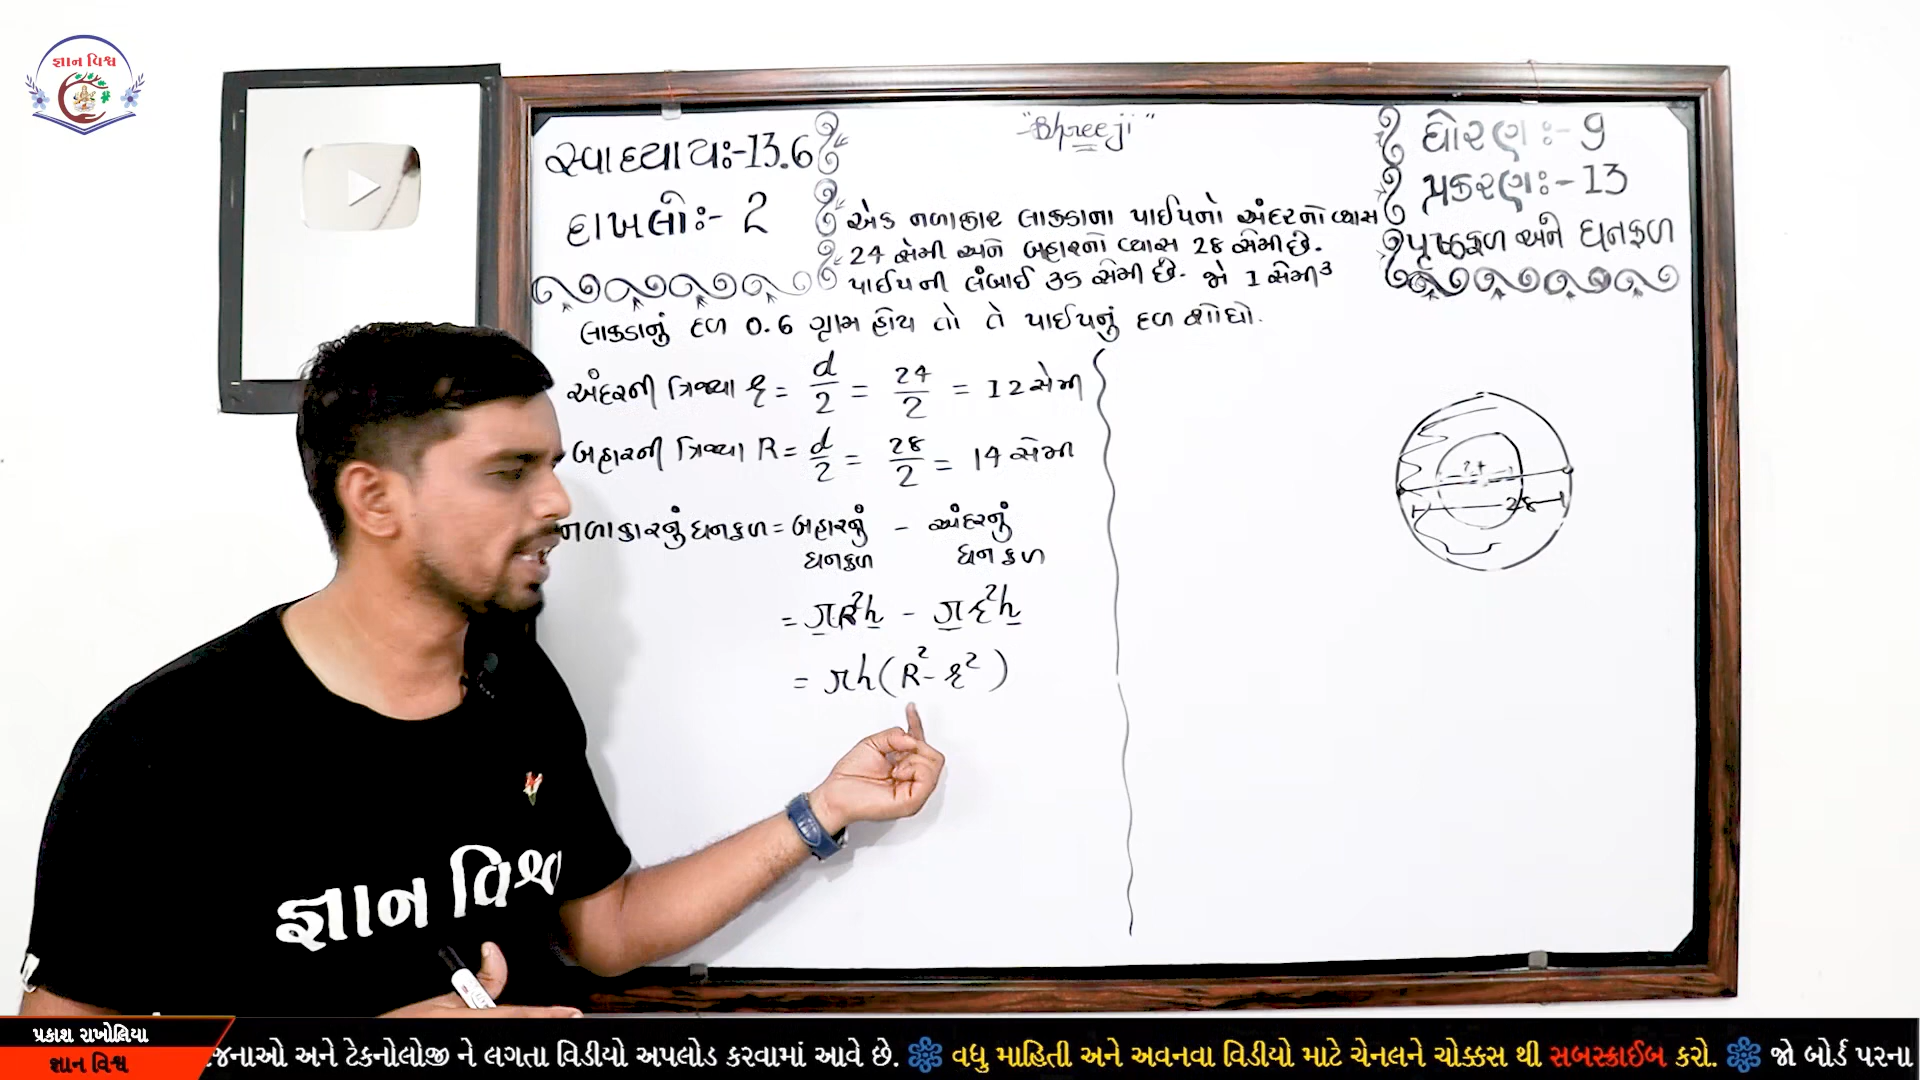 જ્ઞાન વિશ્વ
"Shreeji"
સ્વાધ્યાયઃ-13.6
દાખલોઃ- 2
ધોરણઃ- 9
પ્રકરણઃ- 13
પૃષ્ઠફળ અને ઘનફળ
એક નળાકાર લાકડાના પાઈપનો અંદરનો વ્યાસ
24 સેમી અને બહારનો વ્યાસ 28 સેમી છે.
પાઈપની લંબાઈ 35 સેમી છે. જો 1 સેમી³
લાકડાનું દળ 0.6 ગ્રામ હોય તો તે પાઈપનું દળ શોધો.
અંદરની ત્રિજ્યા r = d/2 = 24/2 = 12 સેમી
બહારની ત્રિજ્યા R = d/2 = 28/2 = 14 સેમી
નળાકારનું ઘનફળ = બહારનું ઘનફળ - અંદરનું ઘનફળ
= πR²h - πr²h
= πh(R² - r²)
24
28
જ્ઞાન વિશ્વ
પ્રકાશ રાખોલિયા
જ્ઞાન વિશ્વ
જનાઓ અને ટેકનોલોજી ને લગતા વિડીયો અપલોડ કરવામાં આવે છે. વધુ માહિતી અને અવનવા વિડીયો માટે ચેનલને ચોક્કસ થી સબસ્ક્રાઈબ કરો. જો બોર્ડ પરના